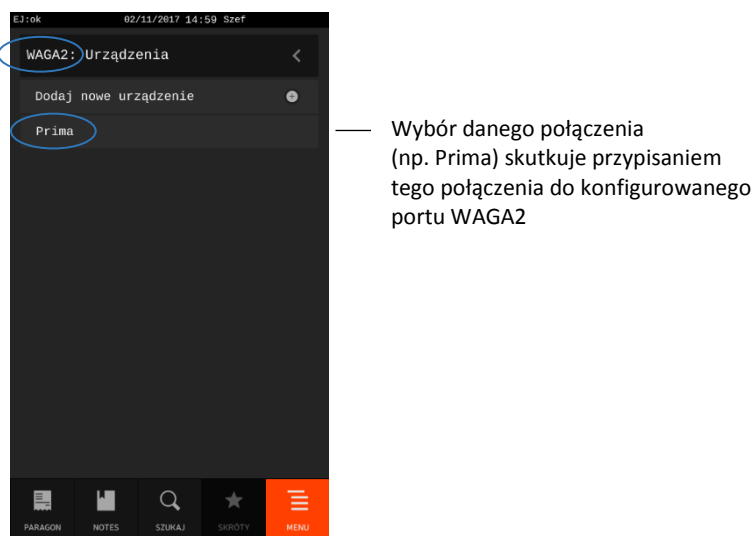 EJ:ok 02/11/2017 14:59 Szef
WAGA2: Urządzenia
Dodaj nowe urządzenie
Prima
Wybór danego połączenia
(np. Prima) skutkuje przypisaniem
tego połączenia do konfigurowanego
portu WAGA2
PARAGON NOTES SZUKAJ SKRÓTY MENU